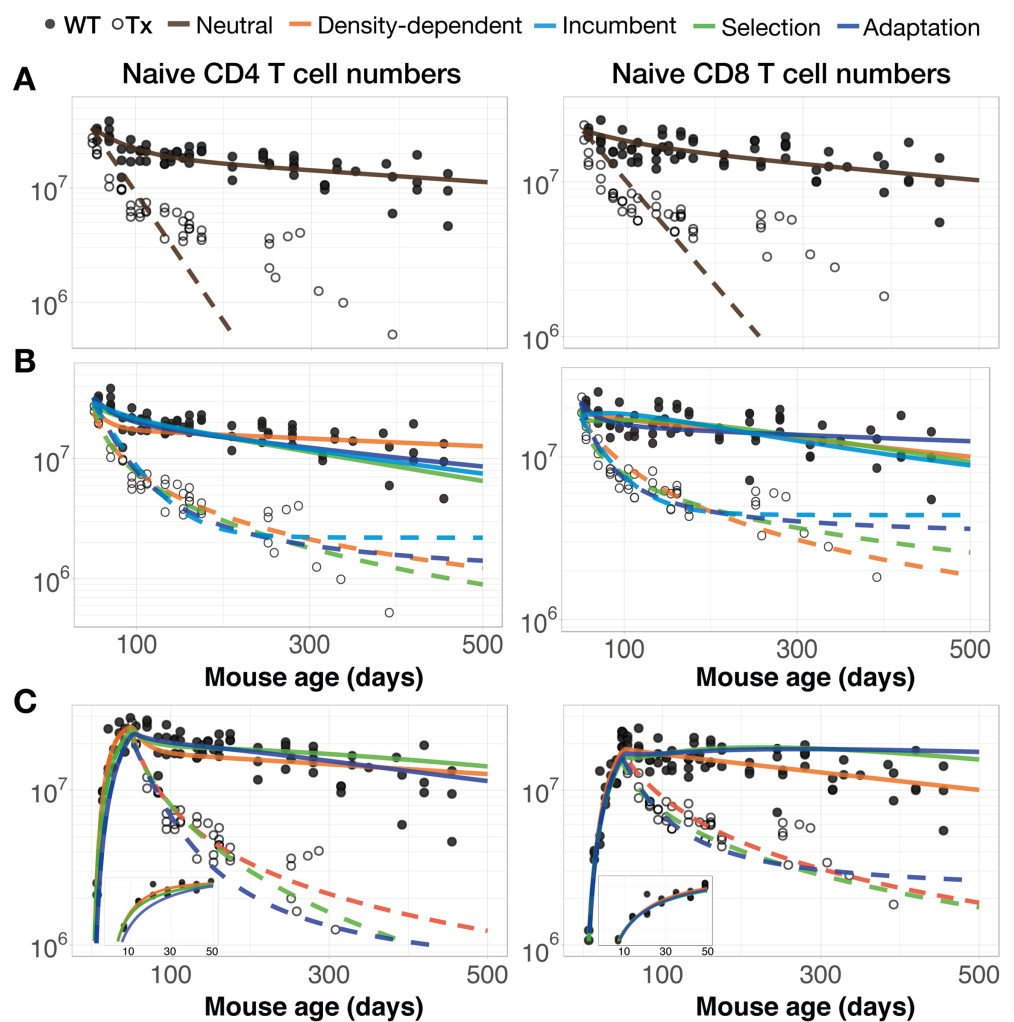 WT Tx Neutral Density-dependent Incumbent Selection Adaptation
A
Naive CD4 T cell numbers Naive CD8 T cell numbers
10^7 10^7
10^6 10^6
B
10^7 10^7
10^6 10^6
100 300 500 100 300 500
Mouse age (days) Mouse age (days)
C
10^7 10^7
10^6 10^6
10 30 50 10 30 50
100 300 500 100 300 500
Mouse age (days) Mouse age (days)